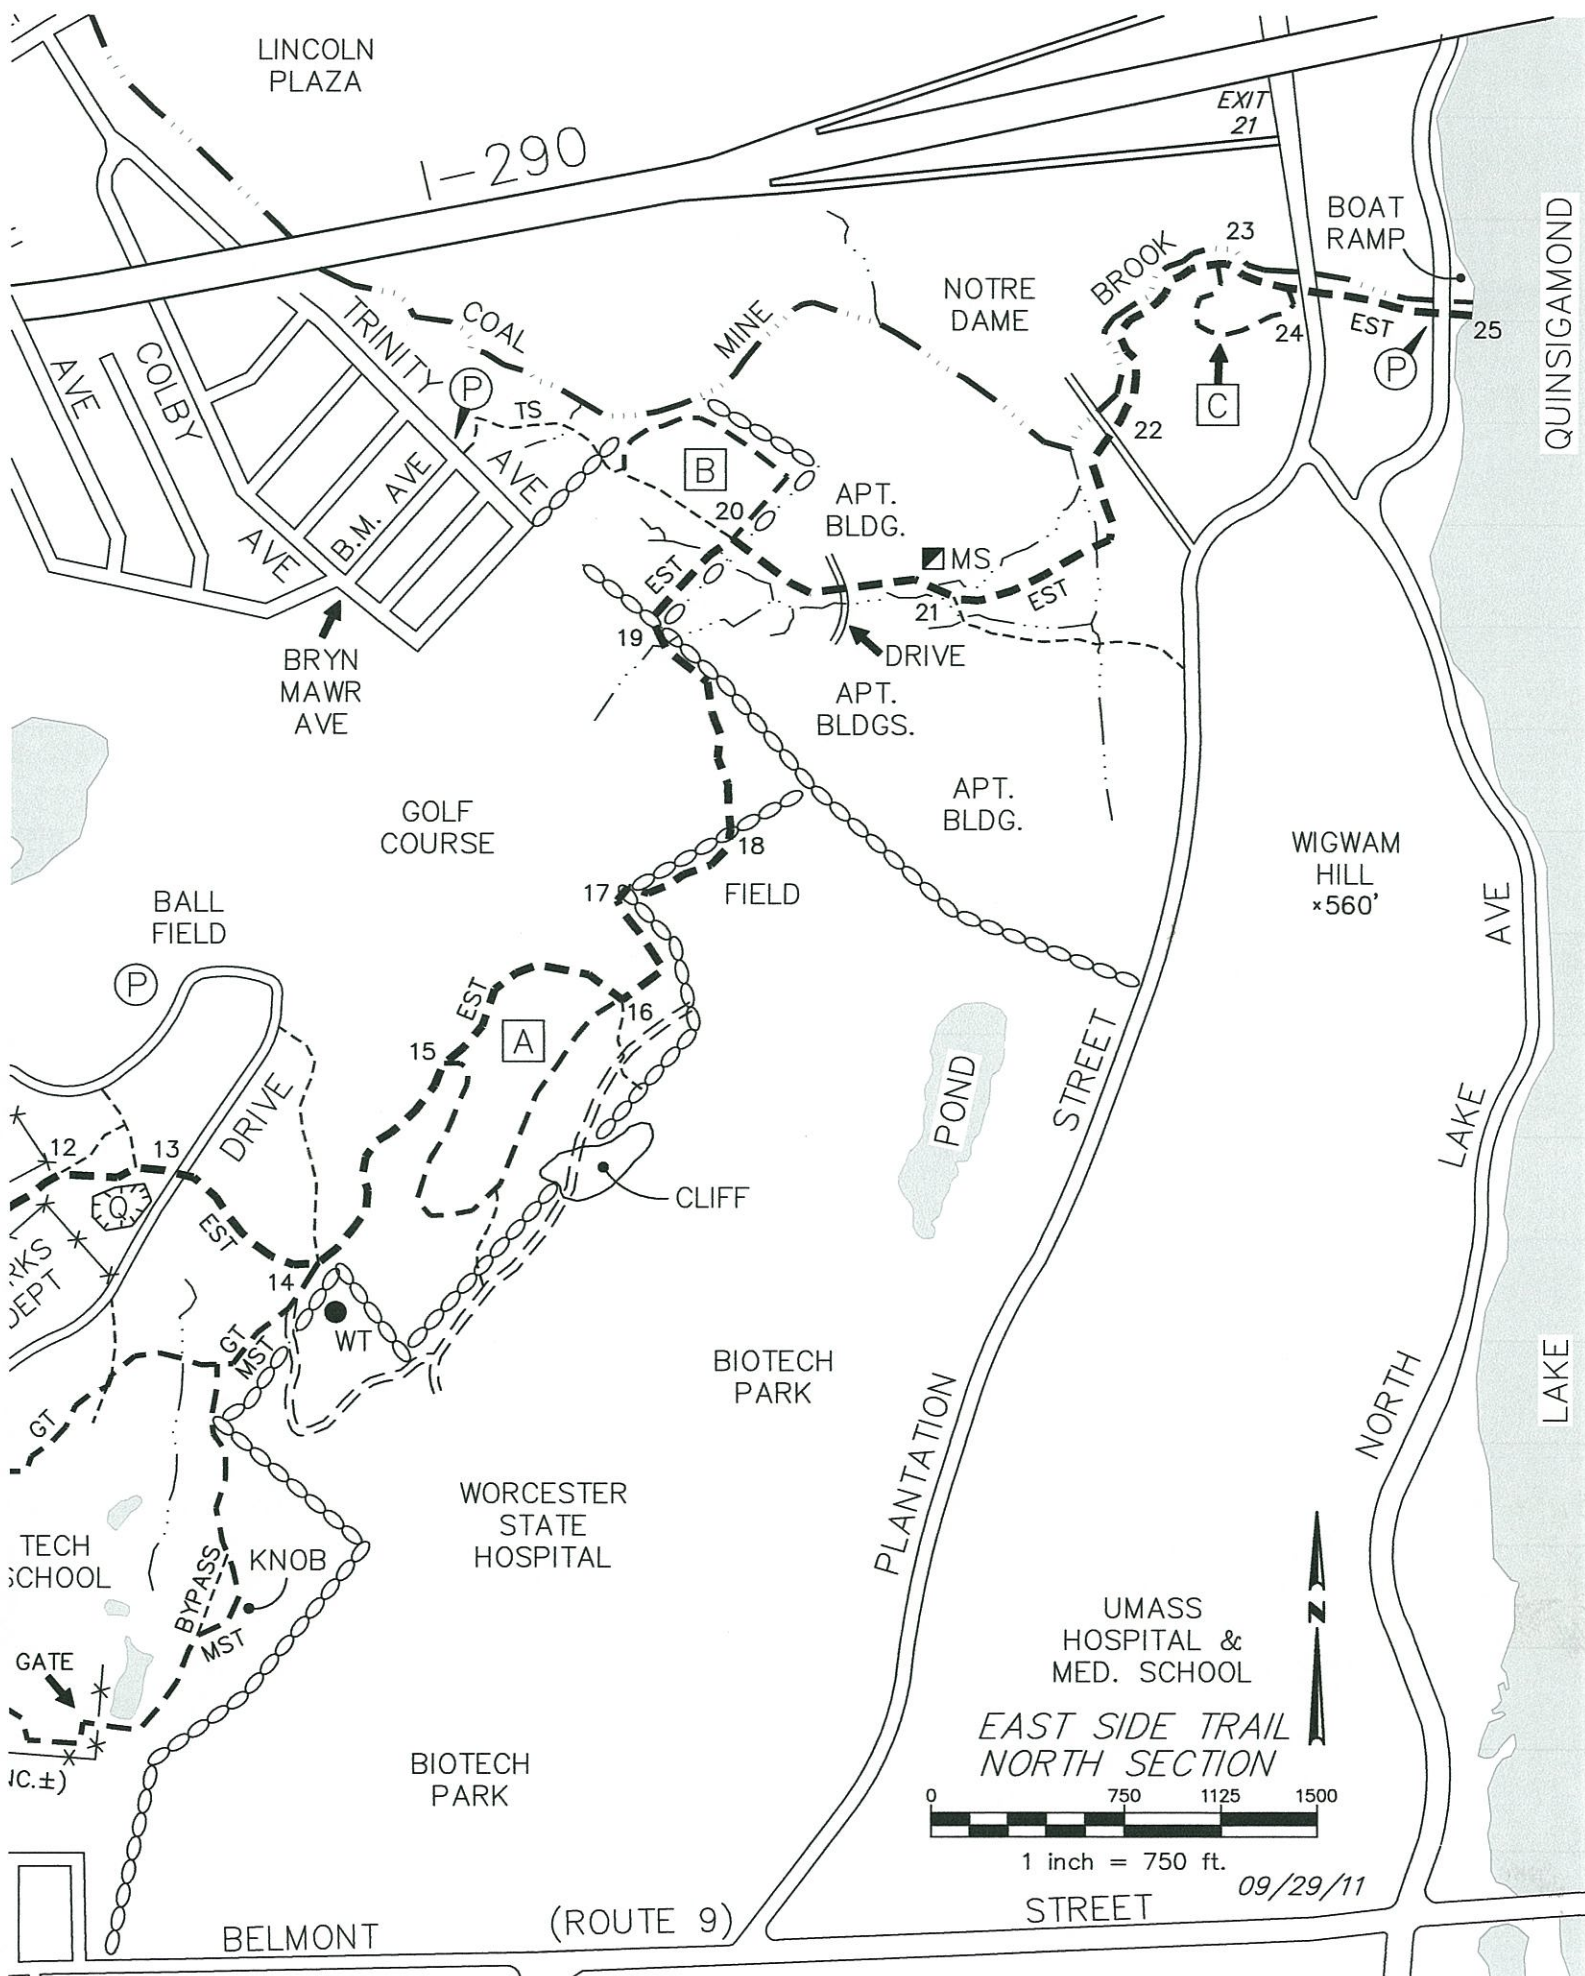 LINCOLN
PLAZA
I-290
EXIT
21
BOAT
RAMP
QUINSIGAMOND
23
BROOK
NOTRE
DAME
COAL
MINE
TRINITY
AVE
P
TS
AVE
COLBY
AVE
B.M. AVE
B
20
APT.
BLDG.
24
EST
P
25
C
22
MS
EST
21
EST
19
DRIVE
BRYN
MAWR
AVE
APT.
BLDGS.
APT.
BLDG.
GOLF
COURSE
18
17
FIELD
WIGWAM
HILL
×560'
AVE
BALL
FIELD
P
EST
A
16
15
POND
STREET
LAKE
DRIVE
12
13
Q
EST
CLIFF
RKS
DEPT
14
WT
GT
MST
GT
BIOTECH
PARK
PLANTATION
NORTH
LAKE
WORCESTER
STATE
HOSPITAL
TECH
SCHOOL
KNOB
BYPASS
MST
GATE
N
UMASS
HOSPITAL &
MED. SCHOOL
EAST SIDE TRAIL
NORTH SECTION
0 750 1125 1500
1 inch = 750 ft.
09/29/11
BIOTECH
PARK
NC.±)
BELMONT
(ROUTE 9)
STREET